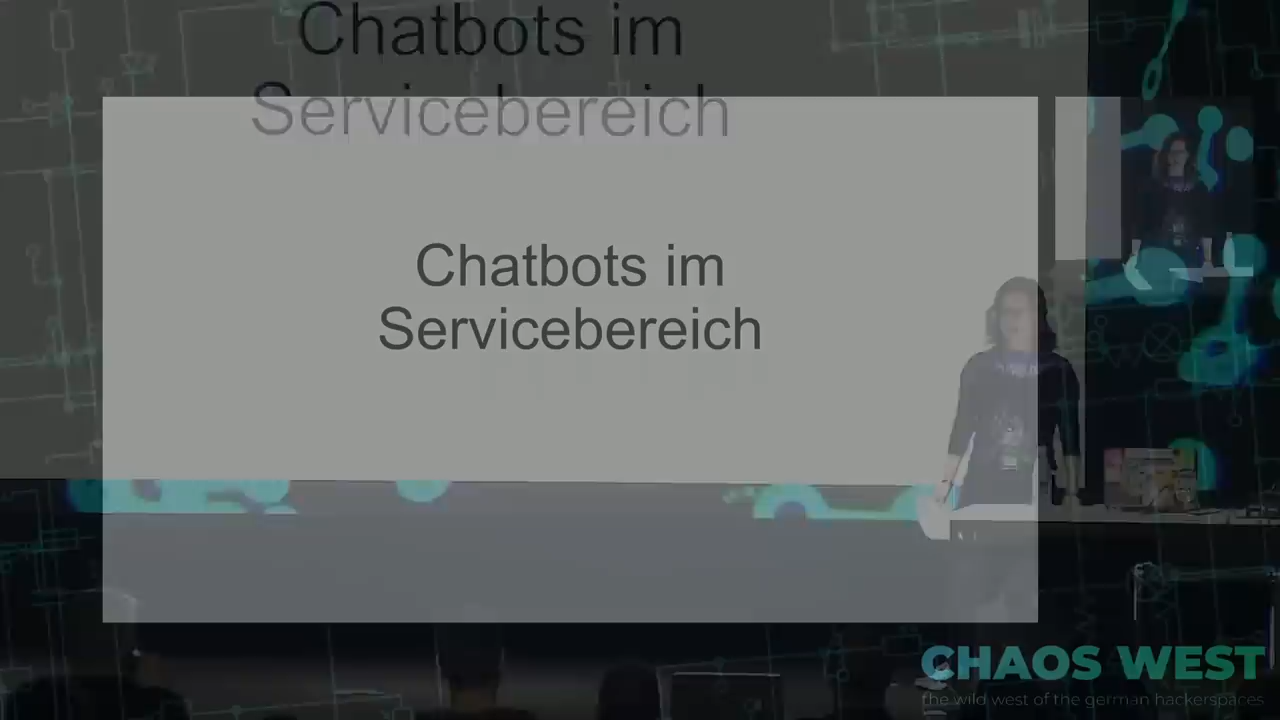 Chatbots im
Servicebereich
Chatbots im
Servicebereich
CHAOS WEST
the wild west of the german hackerspaces